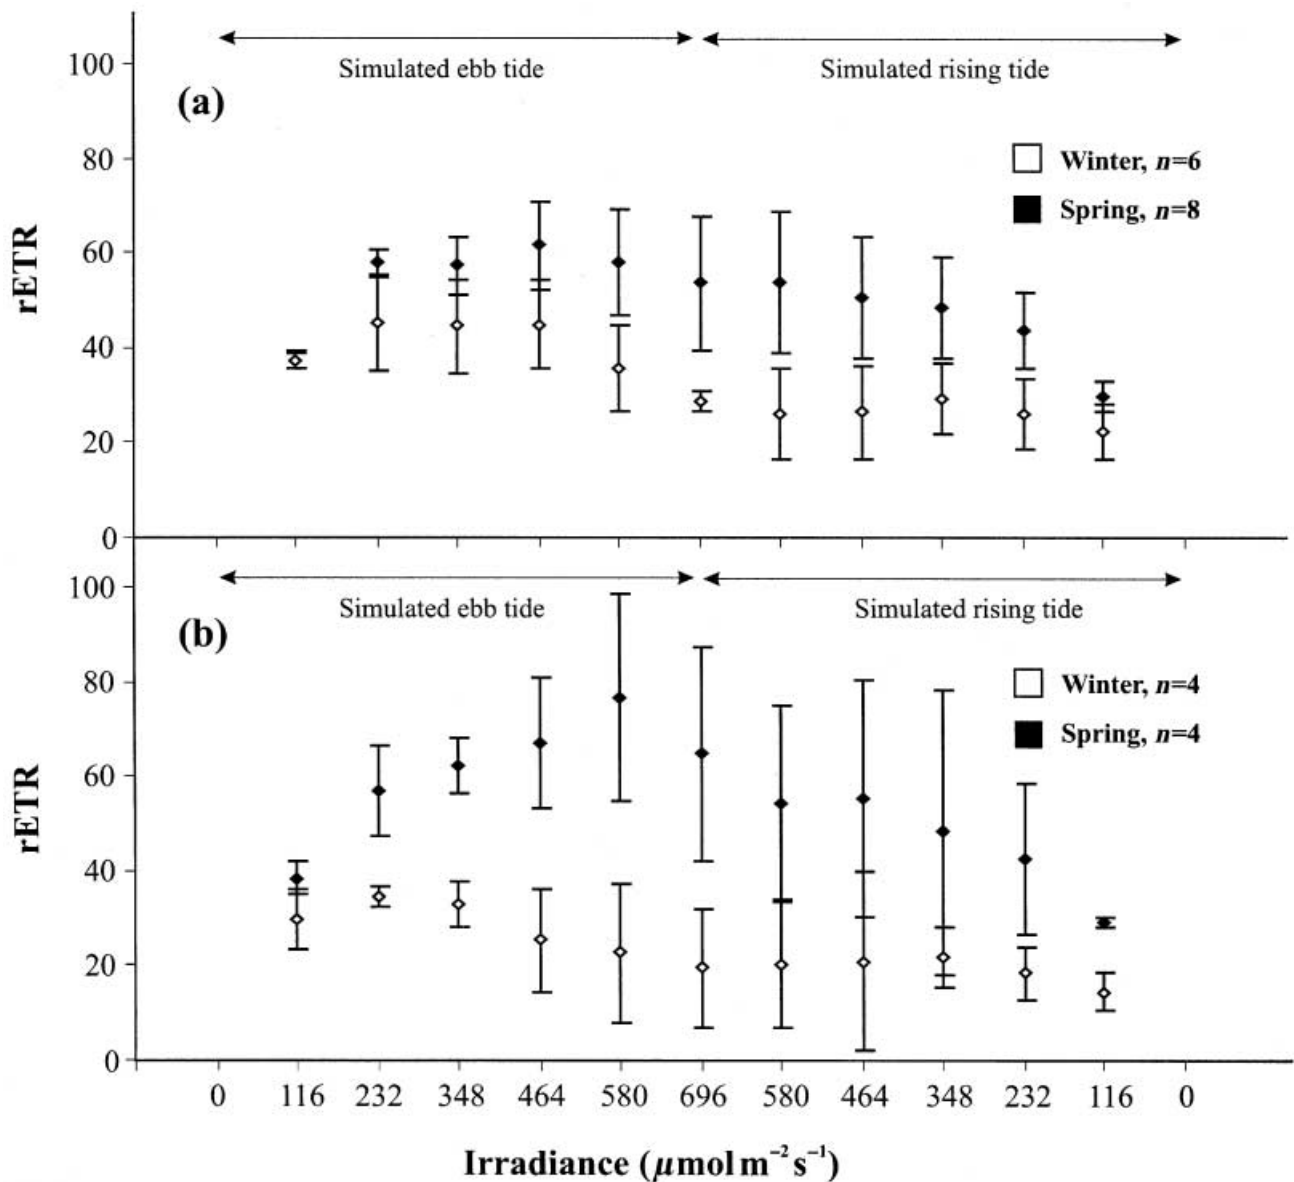 100
80
60
40
20
0
rETR
(a)
Simulated ebb tide
Simulated rising tide
Winter, n=6
Spring, n=8
100
80
60
40
20
0
rETR
(b)
Simulated ebb tide
Simulated rising tide
Winter, n=4
Spring, n=4
0 116 232 348 464 580 696 580 464 348 232 116 0
Irradiance (μmol m⁻² s⁻¹)